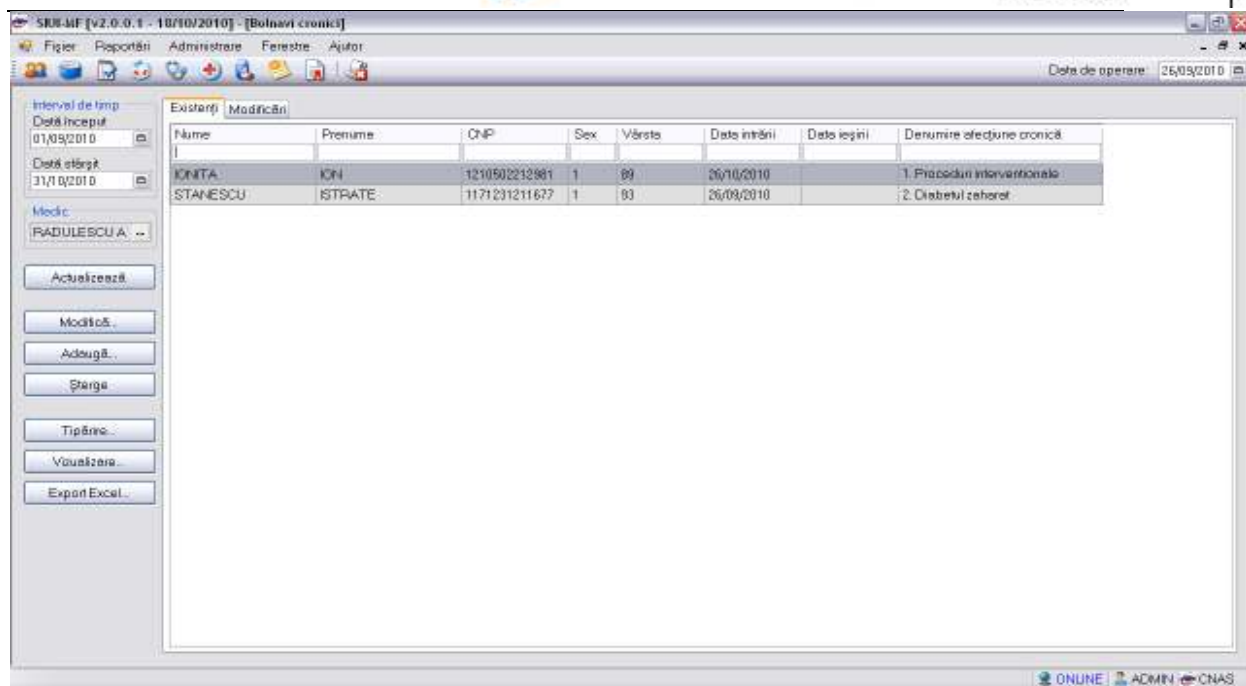 SIUI-MF [v2.0.0.1 - 18/10/2010] - [Bolnavi cronici]
Fişier Raportări Administrare Ferestre Ajutor
Data de operare: 26/09/2010
Interval de timp
Dată început
01/09/2010
Dată sfârşit
31/10/2010
Medic
RADULESCU A
Actualizează
Modifică...
Adaugă...
Şterge
Tipărire...
Vizualizare...
Export Excel...
Existenţi Modificări
Nume Prenume CNP Sex Vârsta Data intrării Data ieşirii Denumire afecţiune cronică
IONITA ION 1210502212981 1 89 26/10/2010 1. Proceduri interventionale
STANESCU ISTRATE 1171231211677 1 93 26/09/2010 2. Diabetul zaharat
ONLINE ADMIN CNAS